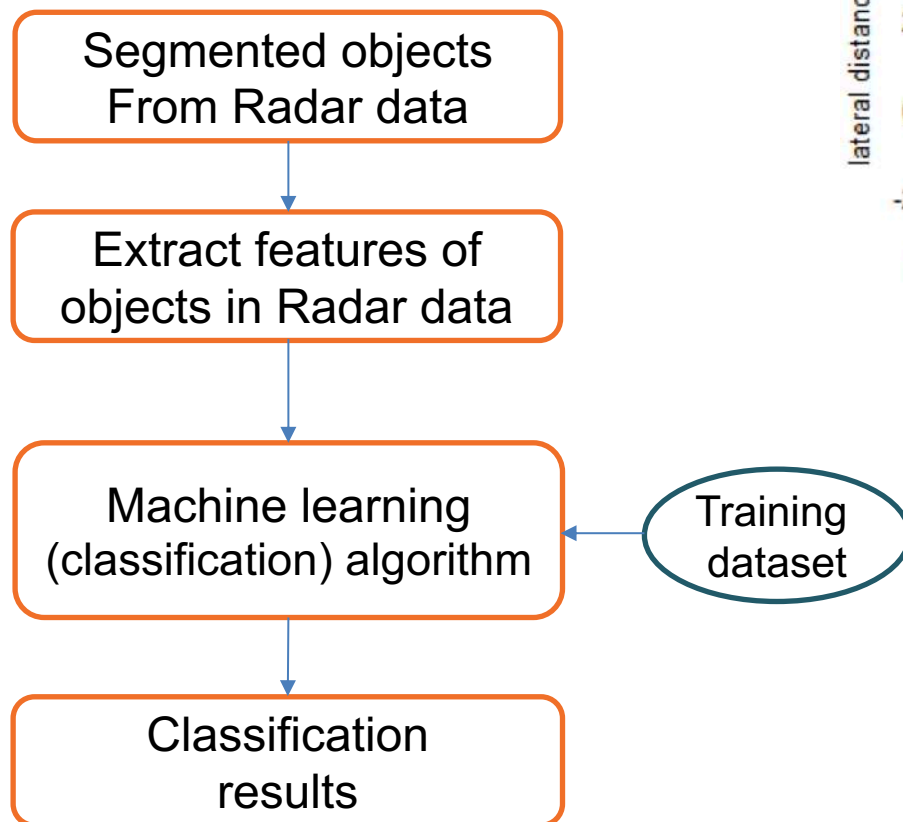 Segmented objects
From Radar data
Extract features of
objects in Radar data
Machine learning
(classification) algorithm
Training
dataset
Classification
results
lateral